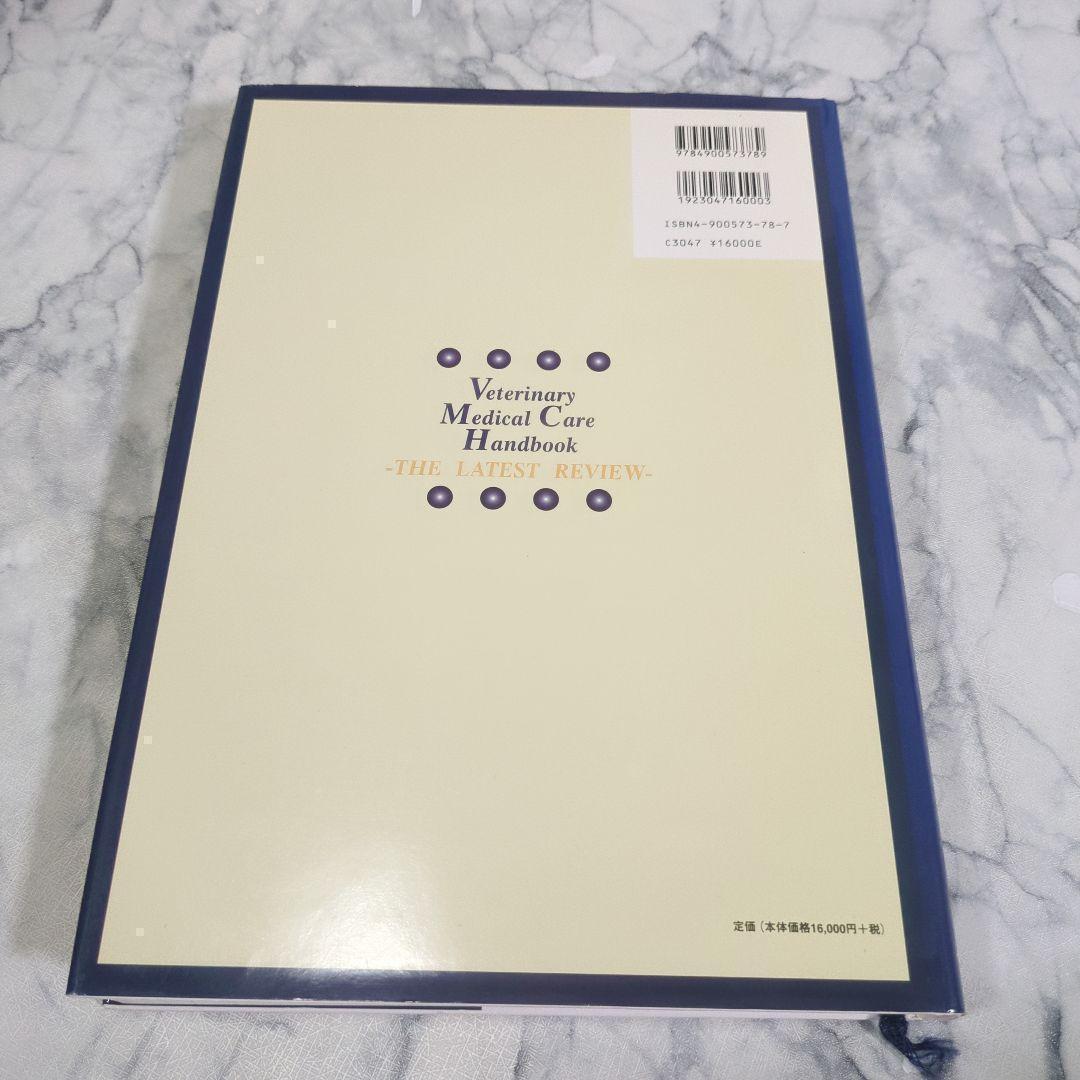 9784900573789
1923047160003
ISBN4-900573-78-7
C3047 ¥16000E
Veterinary
Medical Care
Handbook
-THE LATEST REVIEW-
定価(本体価格16,000円+税)